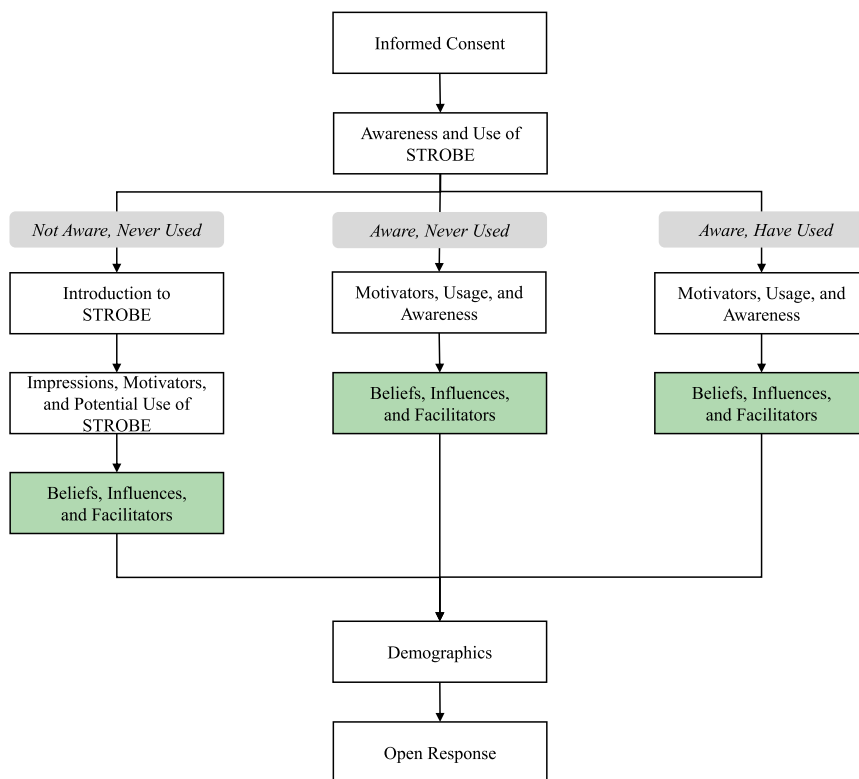 Informed Consent
Awareness and Use of
STROBE
Not Aware, Never Used
Aware, Never Used
Aware, Have Used
Introduction to
STROBE
Motivators, Usage, and
Awareness
Motivators, Usage, and
Awareness
Impressions, Motivators,
and Potential Use of
STROBE
Beliefs, Influences,
and Facilitators
Beliefs, Influences,
and Facilitators
Beliefs, Influences,
and Facilitators
Demographics
Open Response